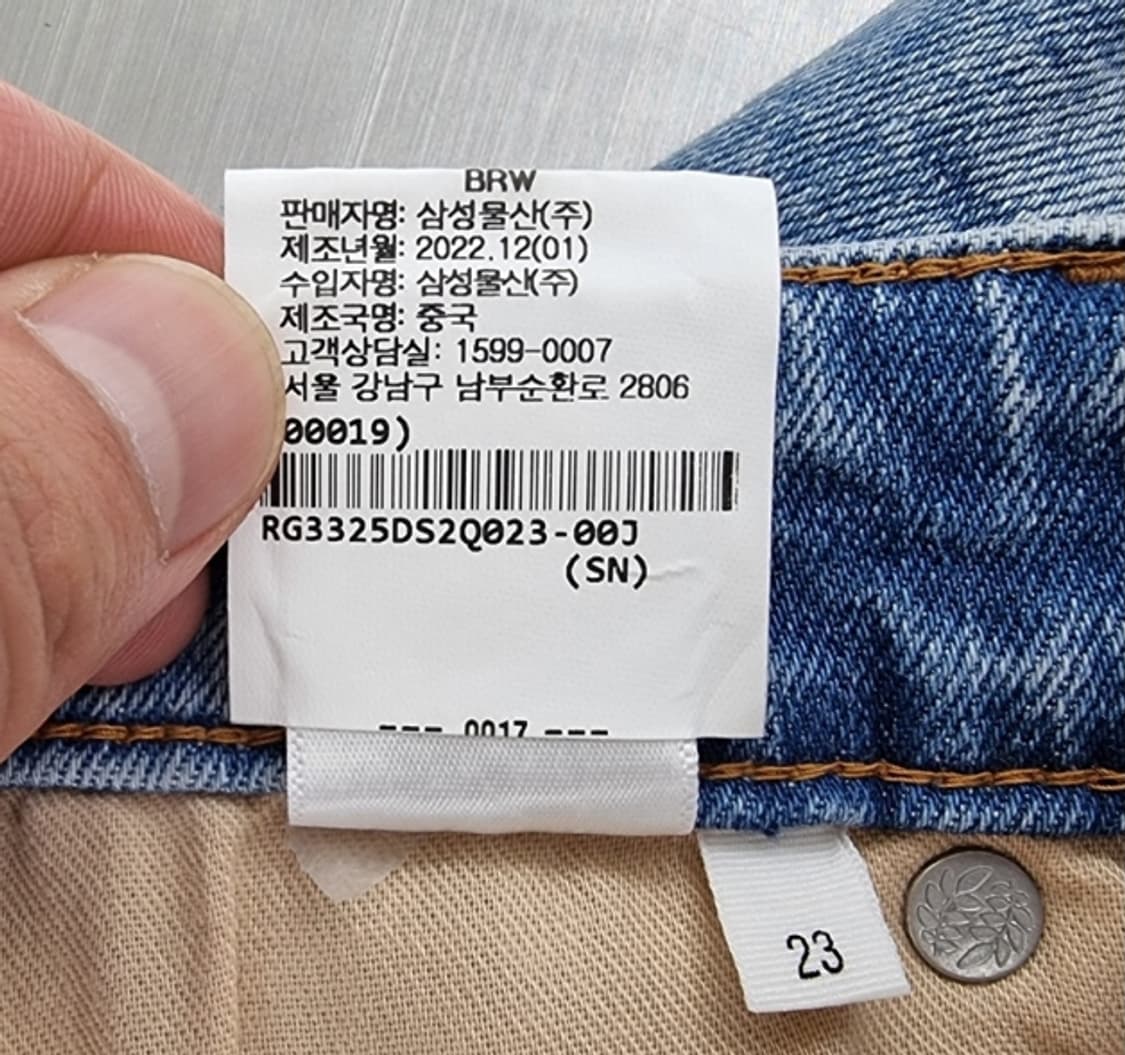 BRW
판매자명: 삼성물산(주)
제조년월: 2022.12(01)
수입자명: 삼성물산(주)
제조국명: 중국
고객상담실: 1599-0007
서울 강남구 남부순환로 2806
00019)
RG3325DS2Q023-00J
(SN)
--- 0017 ---
23